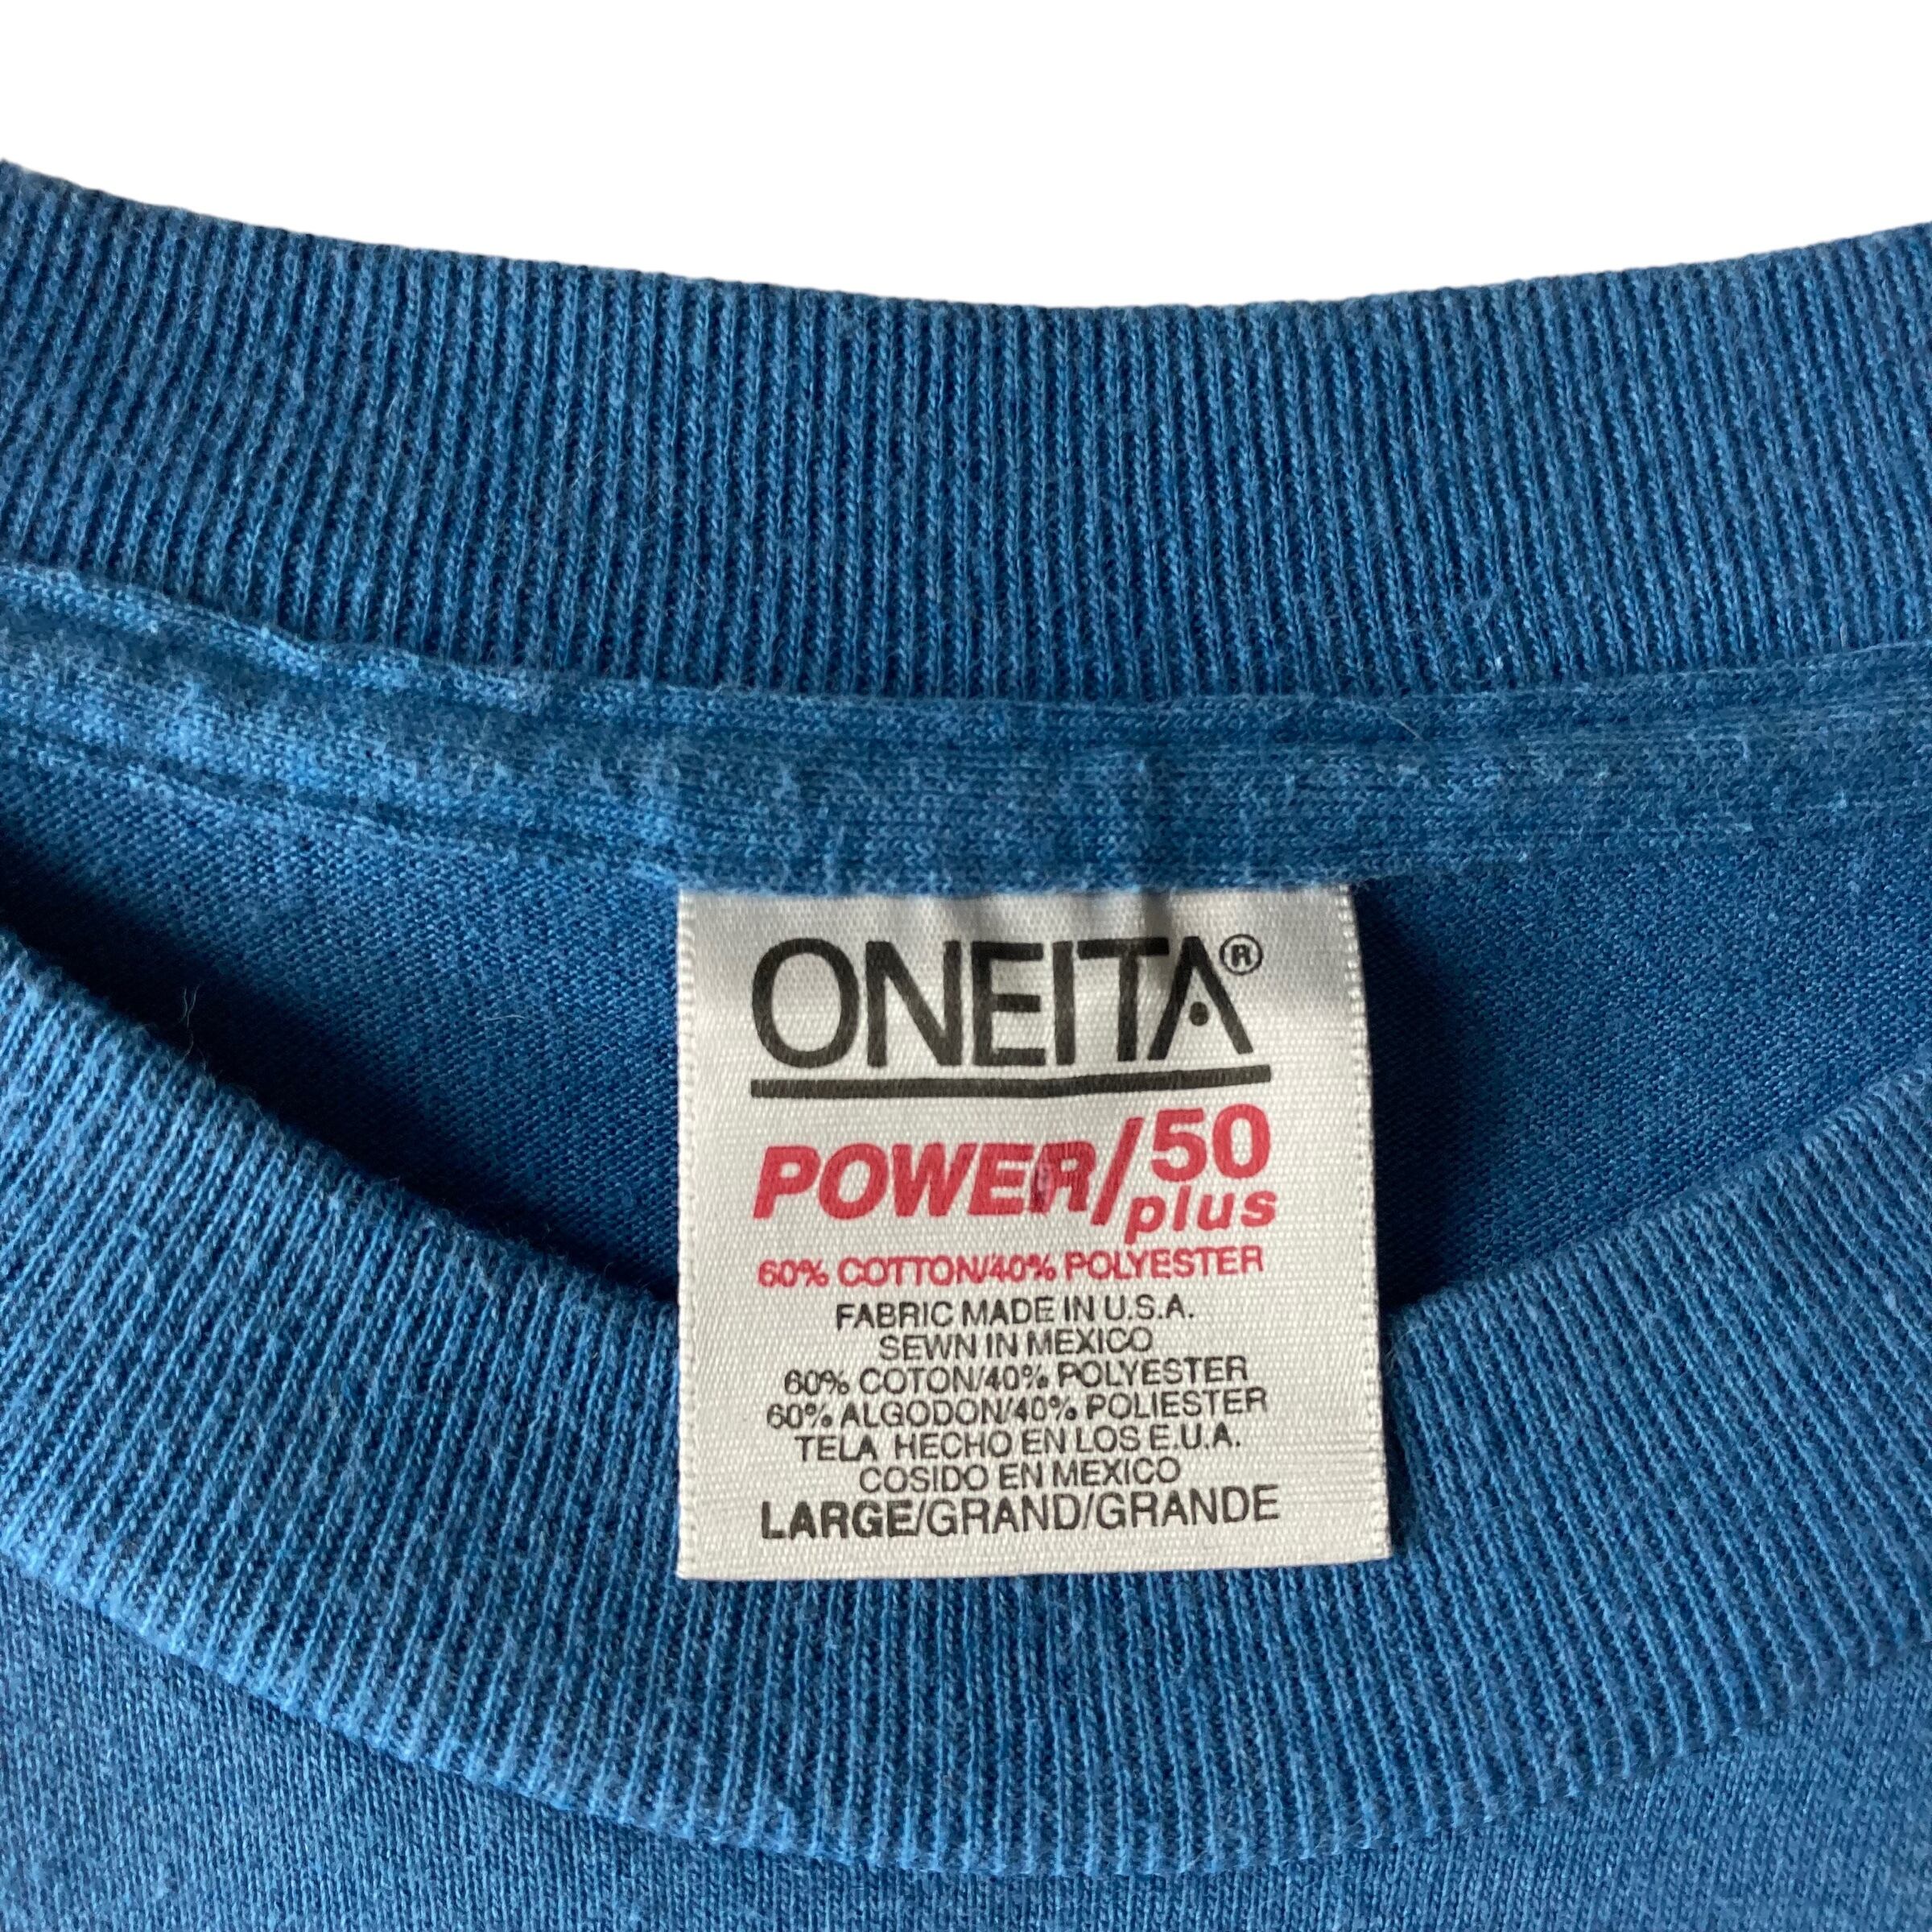 ONEITA®
POWER/50 plus
60% COTTON/40% POLYESTER
FABRIC MADE IN U.S.A.
SEWN IN MEXICO
60% COTON/40% POLYESTER
60% ALGODON/40% POLIESTER
TELA HECHO EN LOS E.U.A.
COSIDO EN MEXICO
LARGE/GRAND/GRANDE